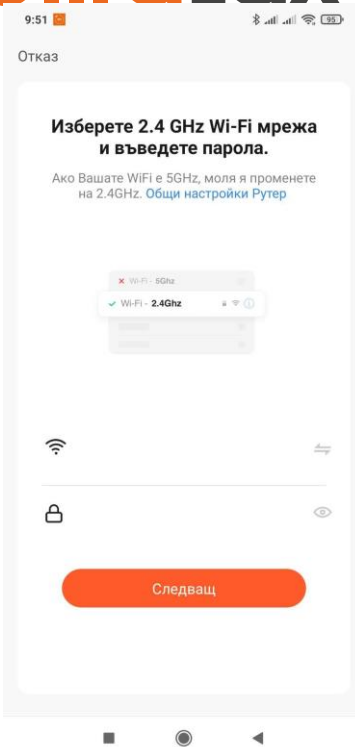 9:51
95
Отказ
Изберете 2.4 GHz Wi-Fi мрежа
и въведете парола.
Ако Вашате WiFi е 5GHz, моля я променете
на 2.4GHz. Общи настройки Рутер
Wi-Fi - 5Ghz
Wi-Fi - 2.4Ghz
Следващ